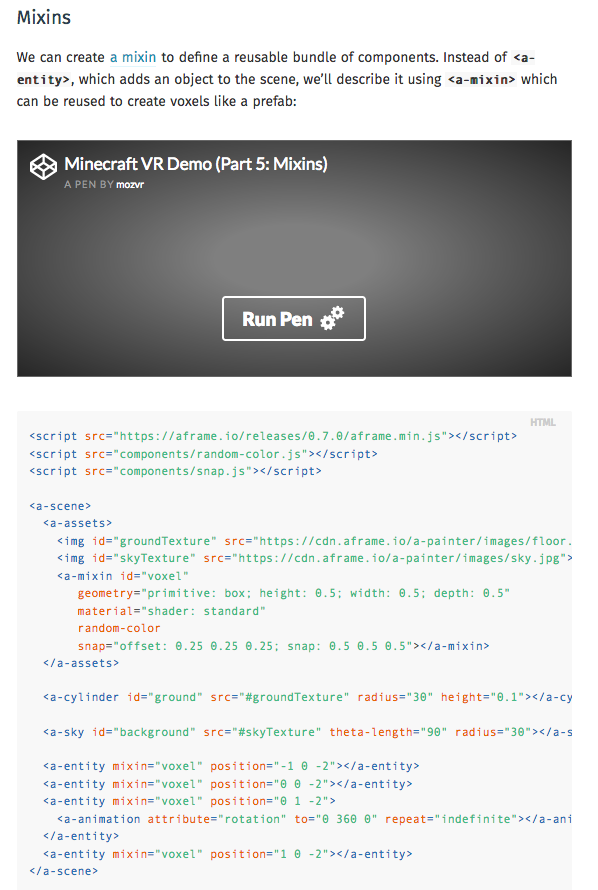 Mixins
We can create a mixin to define a reusable bundle of components. Instead of <a-
entity>, which adds an object to the scene, we’ll describe it using <a-mixin> which
can be reused to create voxels like a prefab:
Minecraft VR Demo (Part 5: Mixins)
A PEN BY mozvr
Run Pen
HTML
<script src="https://aframe.io/releases/0.7.0/aframe.min.js"></script>
<script src="components/random-color.js"></script>
<script src="components/snap.js"></script>
<a-scene>
<a-assets>
<img id="groundTexture" src="https://cdn.aframe.io/a-painter/images/floor.
<img id="skyTexture" src="https://cdn.aframe.io/a-painter/images/sky.jpg">
<a-mixin id="voxel"
geometry="primitive: box; height: 0.5; width: 0.5; depth: 0.5"
material="shader: standard"
random-color
snap="offset: 0.25 0.25 0.25; snap: 0.5 0.5 0.5"></a-mixin>
</a-assets>
<a-cylinder id="ground" src="#groundTexture" radius="30" height="0.1"></a-cy
<a-sky id="background" src="#skyTexture" theta-length="90" radius="30"></a-s
<a-entity mixin="voxel" position="-1 0 -2"></a-entity>
<a-entity mixin="voxel" position="0 0 -2"></a-entity>
<a-entity mixin="voxel" position="0 1 -2">
<a-animation attribute="rotation" to="0 360 0" repeat="indefinite"></a-ani
</a-entity>
<a-entity mixin="voxel" position="1 0 -2"></a-entity>
</a-scene>